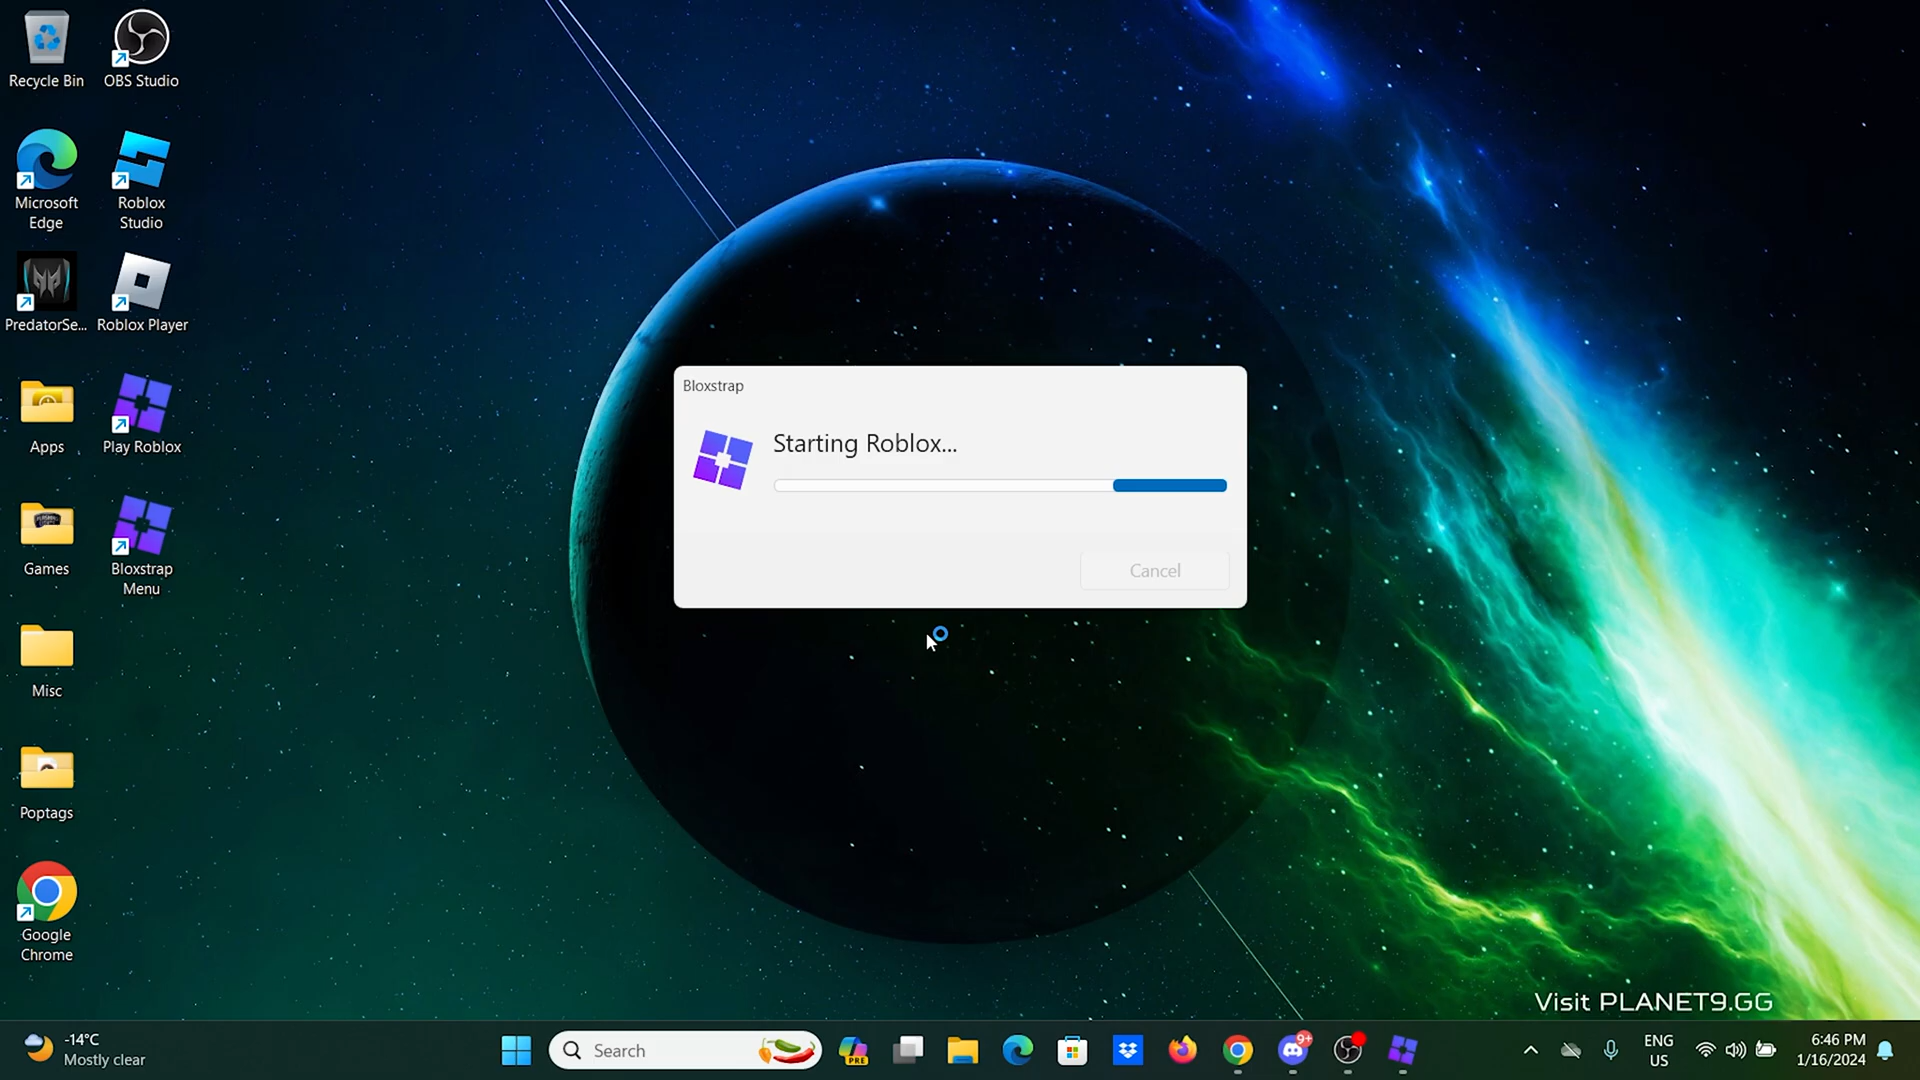 Recycle Bin
OBS Studio
Microsoft
Edge
Roblox
Studio
PredatorSe...
Roblox Player
Apps
Play Roblox
Games
Bloxstrap
Menu
Misc
Poptags
Google
Chrome
Bloxstrap
Starting Roblox...
Cancel
Visit PLANET9.GG
-14°C
Mostly clear
Search
PRE
9+
ENG
US
6:46 PM
1/16/2024